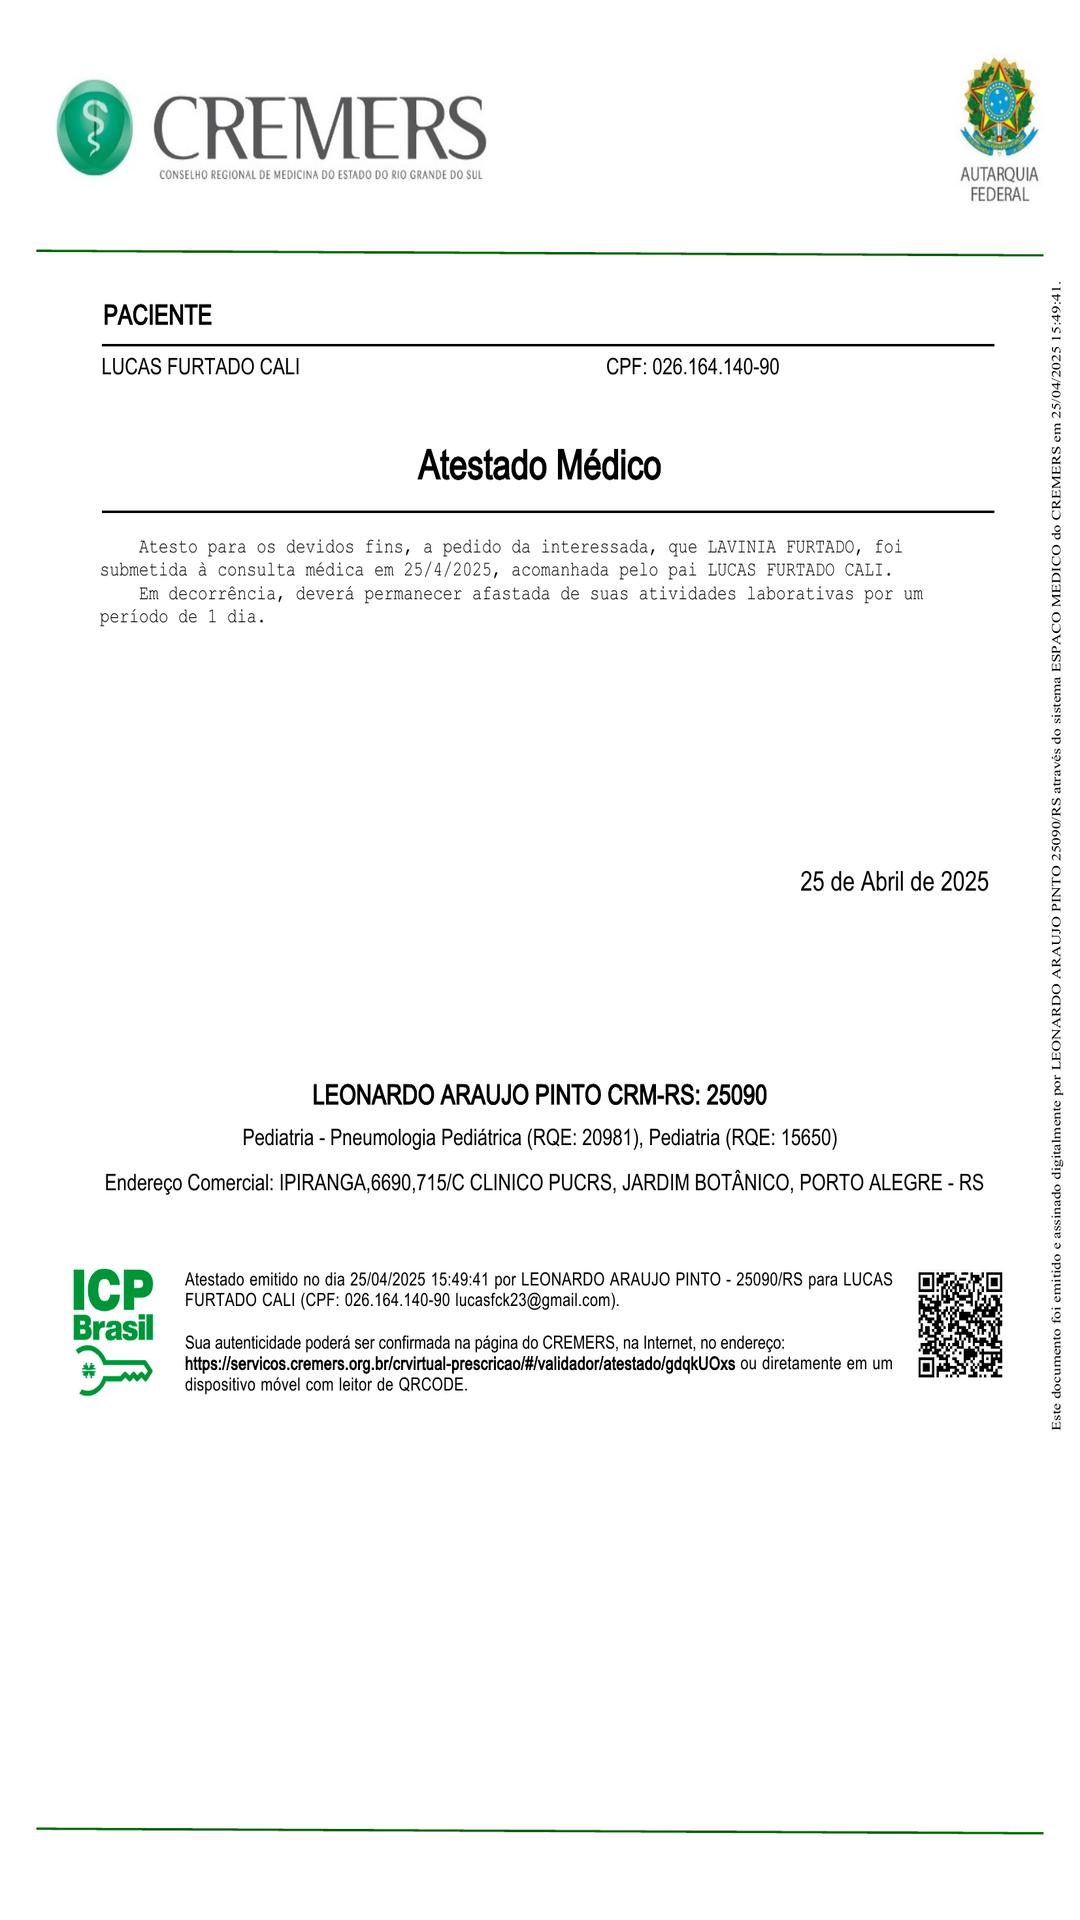 CREMERS
CONSELHO REGIONAL DE MEDICINA DO ESTADO DO RIO GRANDE DO SUL
AUTARQUIA
FEDERAL
PACIENTE
LUCAS FURTADO CALI CPF: 026.164.140-90
Atestado Médico
Atesto para os devidos fins, a pedido da interessada, que LAVINIA FURTADO, foi
submetida à consulta médica em 25/4/2025, acomanhada pelo pai LUCAS FURTADO CALI.
Em decorrência, deverá permanecer afastada de suas atividades laborativas por um
período de 1 dia.
25 de Abril de 2025
LEONARDO ARAUJO PINTO CRM-RS: 25090
Pediatria - Pneumologia Pediátrica (RQE: 20981), Pediatria (RQE: 15650)
Endereço Comercial: IPIRANGA,6690,715/C CLINICO PUCRS, JARDIM BOTÂNICO, PORTO ALEGRE - RS
ICP
Brasil
Atestado emitido no dia 25/04/2025 15:49:41 por LEONARDO ARAUJO PINTO - 25090/RS para LUCAS
FURTADO CALI (CPF: 026.164.140-90 lucasfck23@gmail.com).
Sua autenticidade poderá ser confirmada na página do CREMERS, na Internet, no endereço:
https://servicos.cremers.org.br/crvirtual-prescricao/#/validador/atestado/gdqkUOxs ou diretamente em um
dispositivo móvel com leitor de QRCODE.
Este documento foi emitido e assinado digitalmente por LEONARDO ARAUJO PINTO 25090/RS através do sistema ESPACO MEDICO do CREMERS em 25/04/2025 15:49:41.